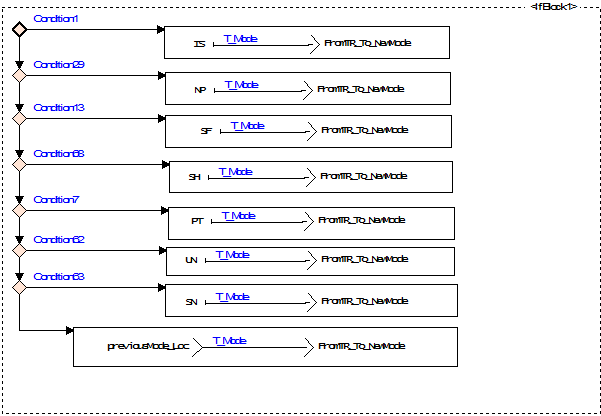 <IfBlock1>
Condition1
IS T_Mode FromTR_To_NewMode
Condition29
NP T_Mode FromTR_To_NewMode
Condition13
SF T_Mode FromTR_To_NewMode
Condition68
SH T_Mode FromTR_To_NewMode
Condition7
PT T_Mode FromTR_To_NewMode
Condition62
UN T_Mode FromTR_To_NewMode
Condition63
SN T_Mode FromTR_To_NewMode
previousMode_Loc T_Mode FromTR_To_NewMode